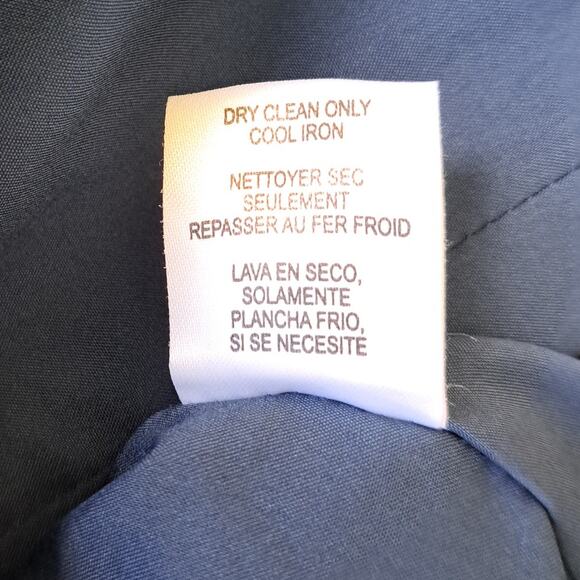 DRY CLEAN ONLY
COOL IRON
NETTOYER SEC
SEULEMENT
REPASSER AU FER FROID
LAVA EN SECO,
SOLAMENTE
PLANCHA FRIO,
SI SE NECESITE